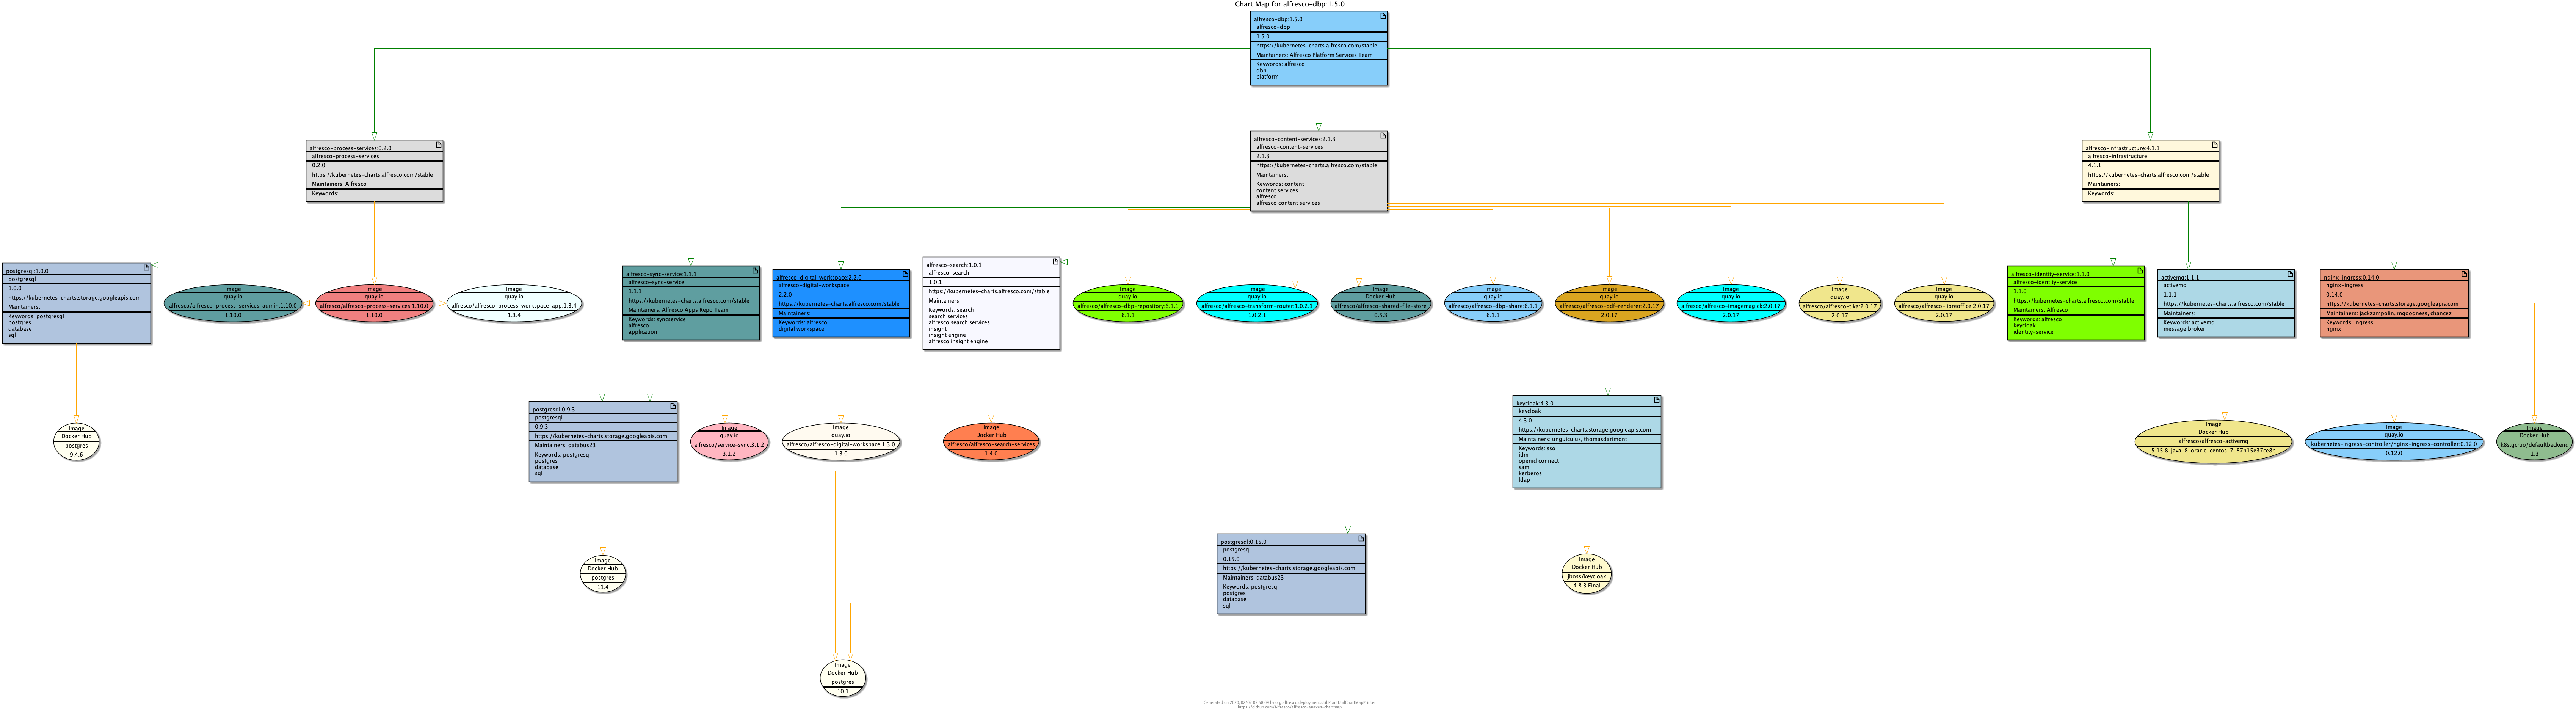 Chart Map for alfresco-dbp:1.5.0
alfresco-dbp:1.5.0
alfresco-dbp
1.5.0
https://kubernetes-charts.alfresco.com/stable
Maintainers: Alfresco Platform Services Team
Keywords: alfresco
dbp
platform
alfresco-process-services:0.2.0
alfresco-process-services
0.2.0
https://kubernetes-charts.alfresco.com/stable
Maintainers: Alfresco
Keywords:
alfresco-content-services:2.1.3
alfresco-content-services
2.1.3
https://kubernetes-charts.alfresco.com/stable
Maintainers:
Keywords: content
content services
alfresco
alfresco content services
alfresco-infrastructure:4.1.1
alfresco-infrastructure
4.1.1
https://kubernetes-charts.alfresco.com/stable
Maintainers:
Keywords:
postgresql:1.0.0
postgresql
1.0.0
https://kubernetes-charts.storage.googleapis.com
Maintainers:
Keywords: postgresql
postgres
database
sql
Image
quay.io
alfresco/alfresco-process-services-admin:1.10.0
1.10.0
Image
quay.io
alfresco/alfresco-process-services:1.10.0
1.10.0
Image
quay.io
alfresco/alfresco-process-workspace-app:1.3.4
1.3.4
alfresco-sync-service:1.1.1
alfresco-sync-service
1.1.1
https://kubernetes-charts.alfresco.com/stable
Maintainers: Alfresco Apps Repo Team
Keywords: syncservice
alfresco
application
alfresco-digital-workspace:2.2.0
alfresco-digital-workspace
2.2.0
https://kubernetes-charts.alfresco.com/stable
Maintainers:
Keywords: alfresco
digital workspace
alfresco-search:1.0.1
alfresco-search
1.0.1
https://kubernetes-charts.alfresco.com/stable
Maintainers:
Keywords: search
search services
alfresco search services
insight
insight engine
alfresco insight engine
Image
quay.io
alfresco/alfresco-dbp-repository:6.1.1
6.1.1
Image
quay.io
alfresco/alfresco-transform-router:1.0.2.1
1.0.2.1
Image
Docker Hub
alfresco/alfresco-shared-file-store
0.5.3
Image
quay.io
alfresco/alfresco-dbp-share:6.1.1
6.1.1
Image
quay.io
alfresco/alfresco-pdf-renderer:2.0.17
2.0.17
Image
quay.io
alfresco/alfresco-imagemagick:2.0.17
2.0.17
Image
quay.io
alfresco/alfresco-tika:2.0.17
2.0.17
Image
quay.io
alfresco/alfresco-libreoffice:2.0.17
2.0.17
alfresco-identity-service:1.1.0
alfresco-identity-service
1.1.0
https://kubernetes-charts.alfresco.com/stable
Maintainers: Alfresco
Keywords: alfresco
keycloak
identity-service
activemq:1.1.1
activemq
1.1.1
https://kubernetes-charts.alfresco.com/stable
Maintainers:
Keywords: activemq
message broker
nginx-ingress:0.14.0
nginx-ingress
0.14.0
https://kubernetes-charts.storage.googleapis.com
Maintainers: jackzampolin, mgoodness, chancez
Keywords: ingress
nginx
Image
Docker Hub
postgres
9.4.6
postgresql:0.9.3
postgresql
0.9.3
https://kubernetes-charts.storage.googleapis.com
Maintainers: databus23
Keywords: postgresql
postgres
database
sql
Image
quay.io
alfresco/service-sync:3.1.2
3.1.2
Image
quay.io
alfresco/alfresco-digital-workspace:1.3.0
1.3.0
Image
Docker Hub
alfresco/alfresco-search-services
1.4.0
keycloak:4.3.0
keycloak
4.3.0
https://kubernetes-charts.storage.googleapis.com
Maintainers: unguiculus, thomasdarimont
Keywords: sso
idm
openid connect
saml
kerberos
ldap
Image
Docker Hub
alfresco/alfresco-activemq
5.15.8-java-8-oracle-centos-7-87b15e37ce8b
Image
quay.io
kubernetes-ingress-controller/nginx-ingress-controller:0.12.0
0.12.0
Image
Docker Hub
k8s.gcr.io/defaultbackend
1.3
Image
Docker Hub
postgres
11.4
postgresql:0.15.0
postgresql
0.15.0
https://kubernetes-charts.storage.googleapis.com
Maintainers: databus23
Keywords: postgresql
postgres
database
sql
Image
Docker Hub
jboss/keycloak
4.8.3.Final
Image
Docker Hub
postgres
10.1
https://github.com/Alfresco/alfresco-anaxes-chartmap